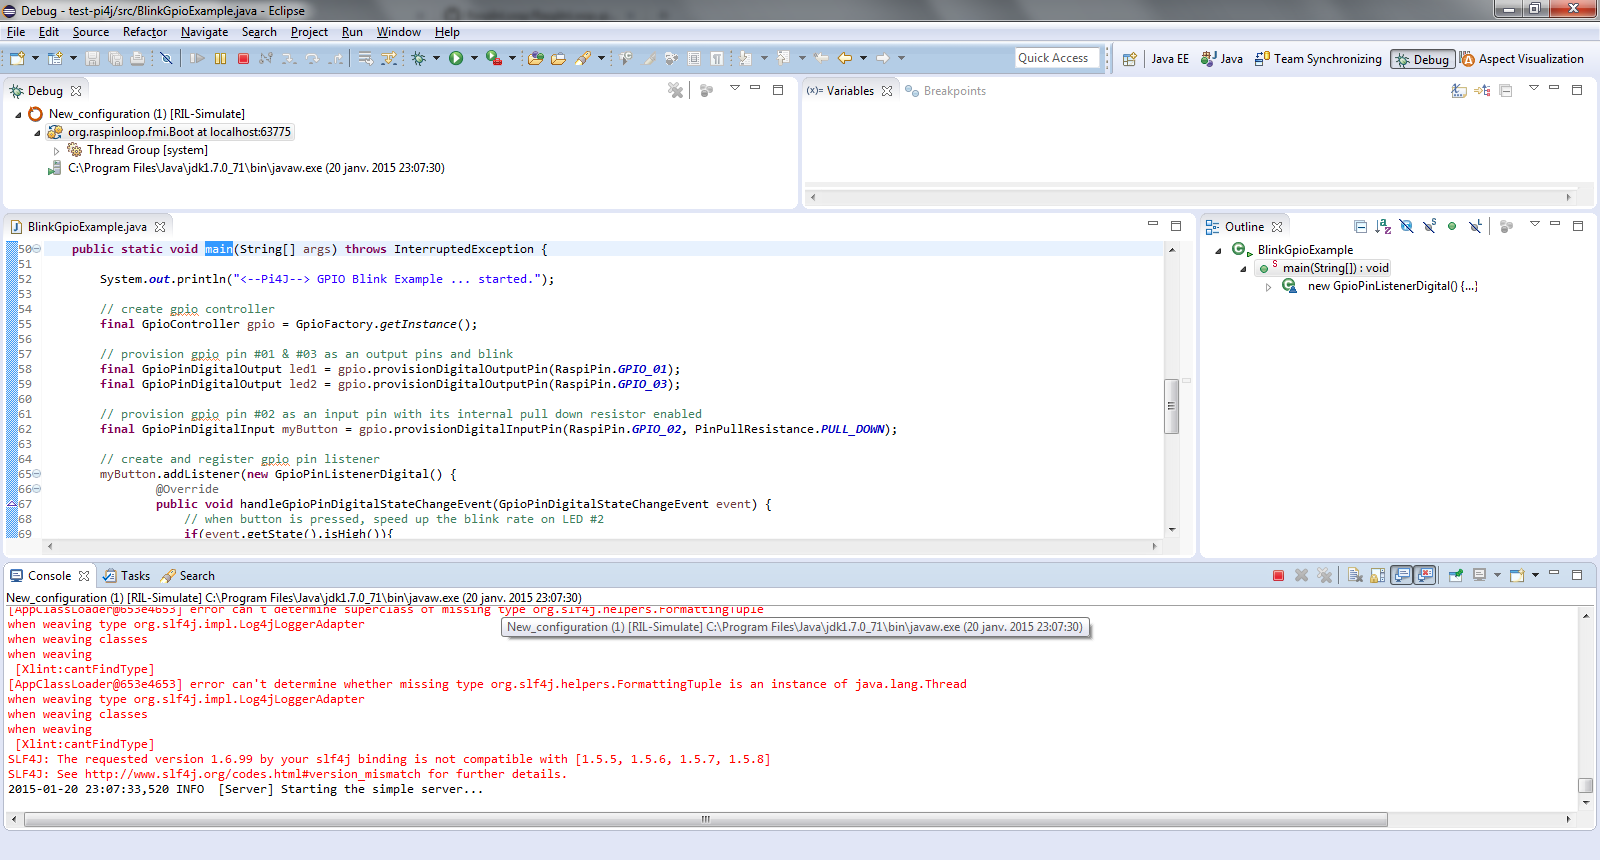 Debug - test-pi4j/src/BlinkGpioExample.java - Eclipse
File Edit Source Refactor Navigate Search Project Run Window Help
Quick Access
Java EE Java Team Synchronizing Debug Aspect Visualization
Debug
New_configuration (1) [RIL-Simulate]
org.raspinloop.fmi.Boot at localhost:63775
Thread Group [system]
C:\Program Files\Java\jdk1.7.0_71\bin\javaw.exe (20 janv. 2015 23:07:30)
(x)= Variables Breakpoints
BlinkGpioExample.java
50 public static void main(String[] args) throws InterruptedException {
51
52 System.out.println("<--Pi4J--> GPIO Blink Example ... started.");
53
54 // create gpio controller
55 final GpioController gpio = GpioFactory.getInstance();
56
57 // provision gpio pin #01 & #03 as an output pins and blink
58 final GpioPinDigitalOutput led1 = gpio.provisionDigitalOutputPin(RaspiPin.GPIO_01);
59 final GpioPinDigitalOutput led2 = gpio.provisionDigitalOutputPin(RaspiPin.GPIO_03);
60
61 // provision gpio pin #02 as an input pin with its internal pull down resistor enabled
62 final GpioPinDigitalInput myButton = gpio.provisionDigitalInputPin(RaspiPin.GPIO_02, PinPullResistance.PULL_DOWN);
63
64 // create and register gpio pin listener
65 myButton.addListener(new GpioPinListenerDigital() {
66 @Override
67 public void handleGpioPinDigitalStateChangeEvent(GpioPinDigitalStateChangeEvent event) {
68 // when button is pressed, speed up the blink rate on LED #2
69 if(event.getState().isHigh()){
Outline
BlinkGpioExample
main(String[]) : void
new GpioPinListenerDigital() {...}
Console Tasks Search
New_configuration (1) [RIL-Simulate] C:\Program Files\Java\jdk1.7.0_71\bin\javaw.exe (20 janv. 2015 23:07:30)
[AppClassLoader@653e4653] error can't determine superclass of missing type org.slf4j.helpers.FormattingTuple
when weaving type org.slf4j.impl.Log4jLoggerAdapter
New_configuration (1) [RIL-Simulate] C:\Program Files\Java\jdk1.7.0_71\bin\javaw.exe (20 janv. 2015 23:07:30)
when weaving classes
when weaving
[Xlint:cantFindType]
[AppClassLoader@653e4653] error can't determine whether missing type org.slf4j.helpers.FormattingTuple is an instance of java.lang.Thread
when weaving type org.slf4j.impl.Log4jLoggerAdapter
when weaving classes
when weaving
[Xlint:cantFindType]
SLF4J: The requested version 1.6.99 by your slf4j binding is not compatible with [1.5.5, 1.5.6, 1.5.7, 1.5.8]
SLF4J: See http://www.slf4j.org/codes.html#version_mismatch for further details.
2015-01-20 23:07:33,520 INFO [Server] Starting the simple server...